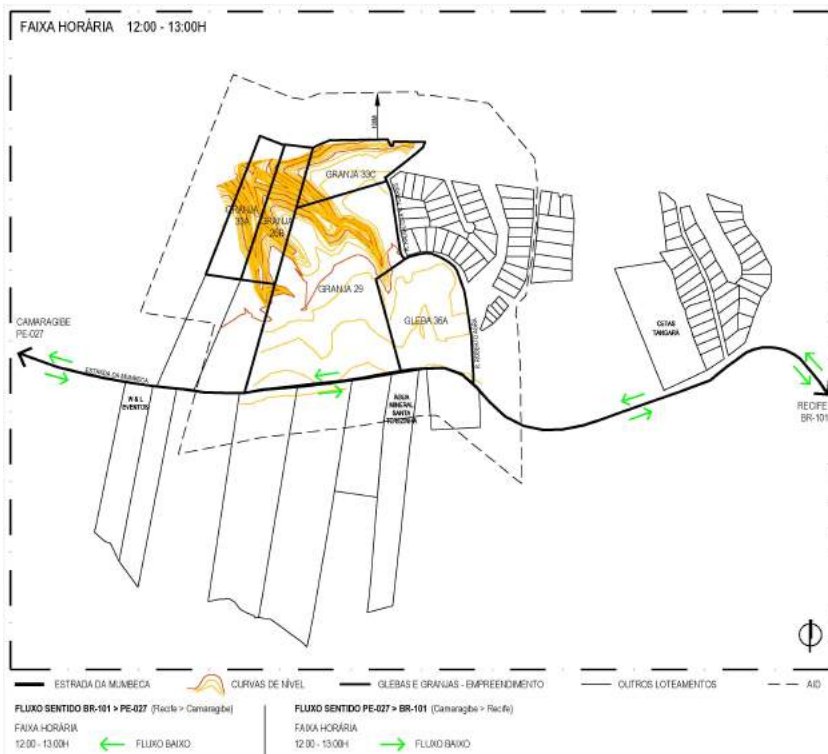 FAIXA HORÁRIA 12:00 - 13:00H
100M
GRANJA 33C
GRANJA
33A
GRANJA
GRANJA 29
GLEBA 36A
CETAS
TANGARÁ
CAMARAGIBE
PE-027
ESTRADA DA MUMBECA
W & L
EVENTOS
ÁGUA
MINERAL
SANTA
RECIFE
BR-101
ESTRADA DA MUMBECA
CURVAS DE NÍVEL
GLEBAS E GRANJAS - EMPREENDIMENTO
OUTROS LOTEAMENTOS
AID
FLUXO SENTIDO BR-101 > PE-027 (Recife > Camaragibe)
FAIXA HORÁRIA
12:00 - 13:00H FLUXO BAIXO
FLUXO SENTIDO PE-027 > BR-101 (Camaragibe > Recife)
FAIXA HORÁRIA
12:00 - 13:00H FLUXO BAIXO